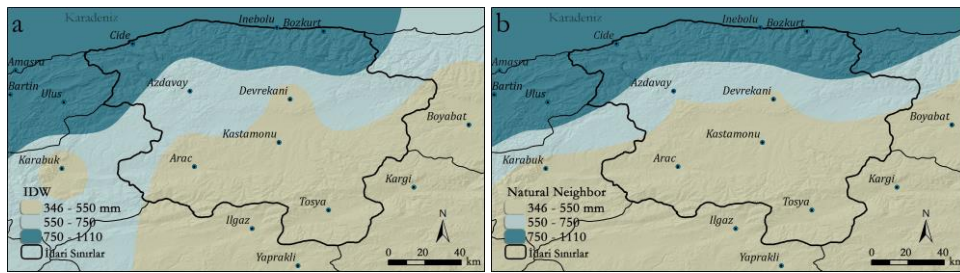 a
Karadeniz
Inebolu
Bozkurt
Cide
Amasra
Bartin
Ulus
Azdavay
Devrekani
Boyabat
Kastamonu
Karabuk
Arac
Kargi
IDW
346 - 550 mm
550 - 750
750 - 1110
İdari Sınırlar
Tosya
Ilgaz
N
0 20 40
km
Yaprakli
b
Karadeniz
Inebolu
Bozkurt
Cide
Amasra
Bartin
Ulus
Azdavay
Devrekani
Boyabat
Kastamonu
Karabuk
Arac
Kargi
Natural Neighbor
346 - 550 mm
550 - 750
750 - 1110
İdari Sınırlar
Tosya
Ilgaz
N
0 20 40
km
Yaprakli